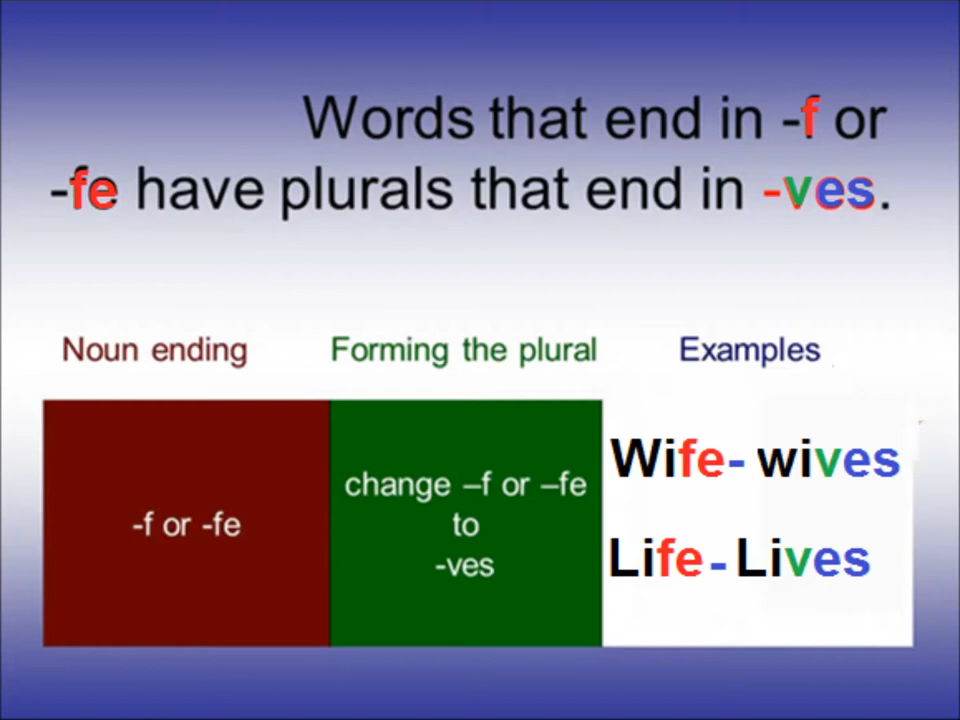 Words that end in -f or
-fe have plurals that end in -ves.
Noun ending Forming the plural Examples
-f or -fe
change –f or –fe
to
-ves
Wife- wives
Life- Lives